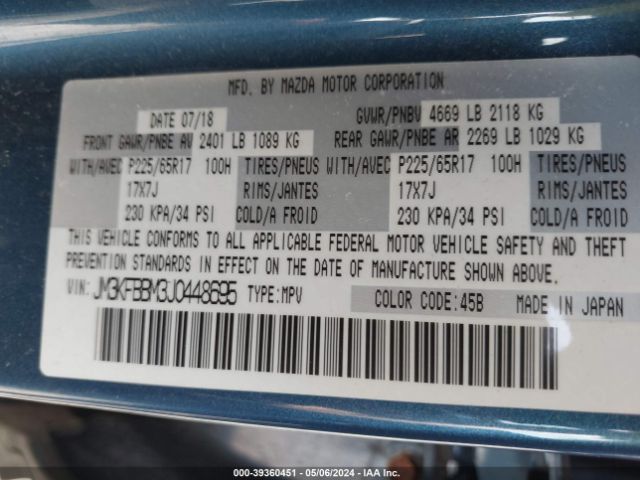 MFD. BY MAZDA MOTOR CORPORATION
DATE 07/18 GVWR/PNBV 4669 LB 2118 KG
FRONT GAWR/PNBE AV 2401 LB 1089 KG REAR GAWR/PNBE AR 2269 LB 1029 KG
WITH/AVEC P225/65R17 100H TIRES/PNEUS WITH/AVEC P225/65R17 100H TIRES/PNEUS
17X7J RIMS/JANTES 17X7J RIMS/JANTES
230 KPA/34 PSI COLD/A FROID 230 KPA/34 PSI COLD/A FROID
THIS VEHICLE CONFORMS TO ALL APPLICABLE FEDERAL MOTOR VEHICLE SAFETY AND THEFT
PREVENTION STANDARDS IN EFFECT ON THE DATE OF MANUFACTURE SHOWN ABOVE.
VIN: JM3KFBBM3J0448695 TYPE:MPV COLOR CODE:45B MADE IN JAPAN
000-39360451 - 05/06/2024 - IAA Inc.